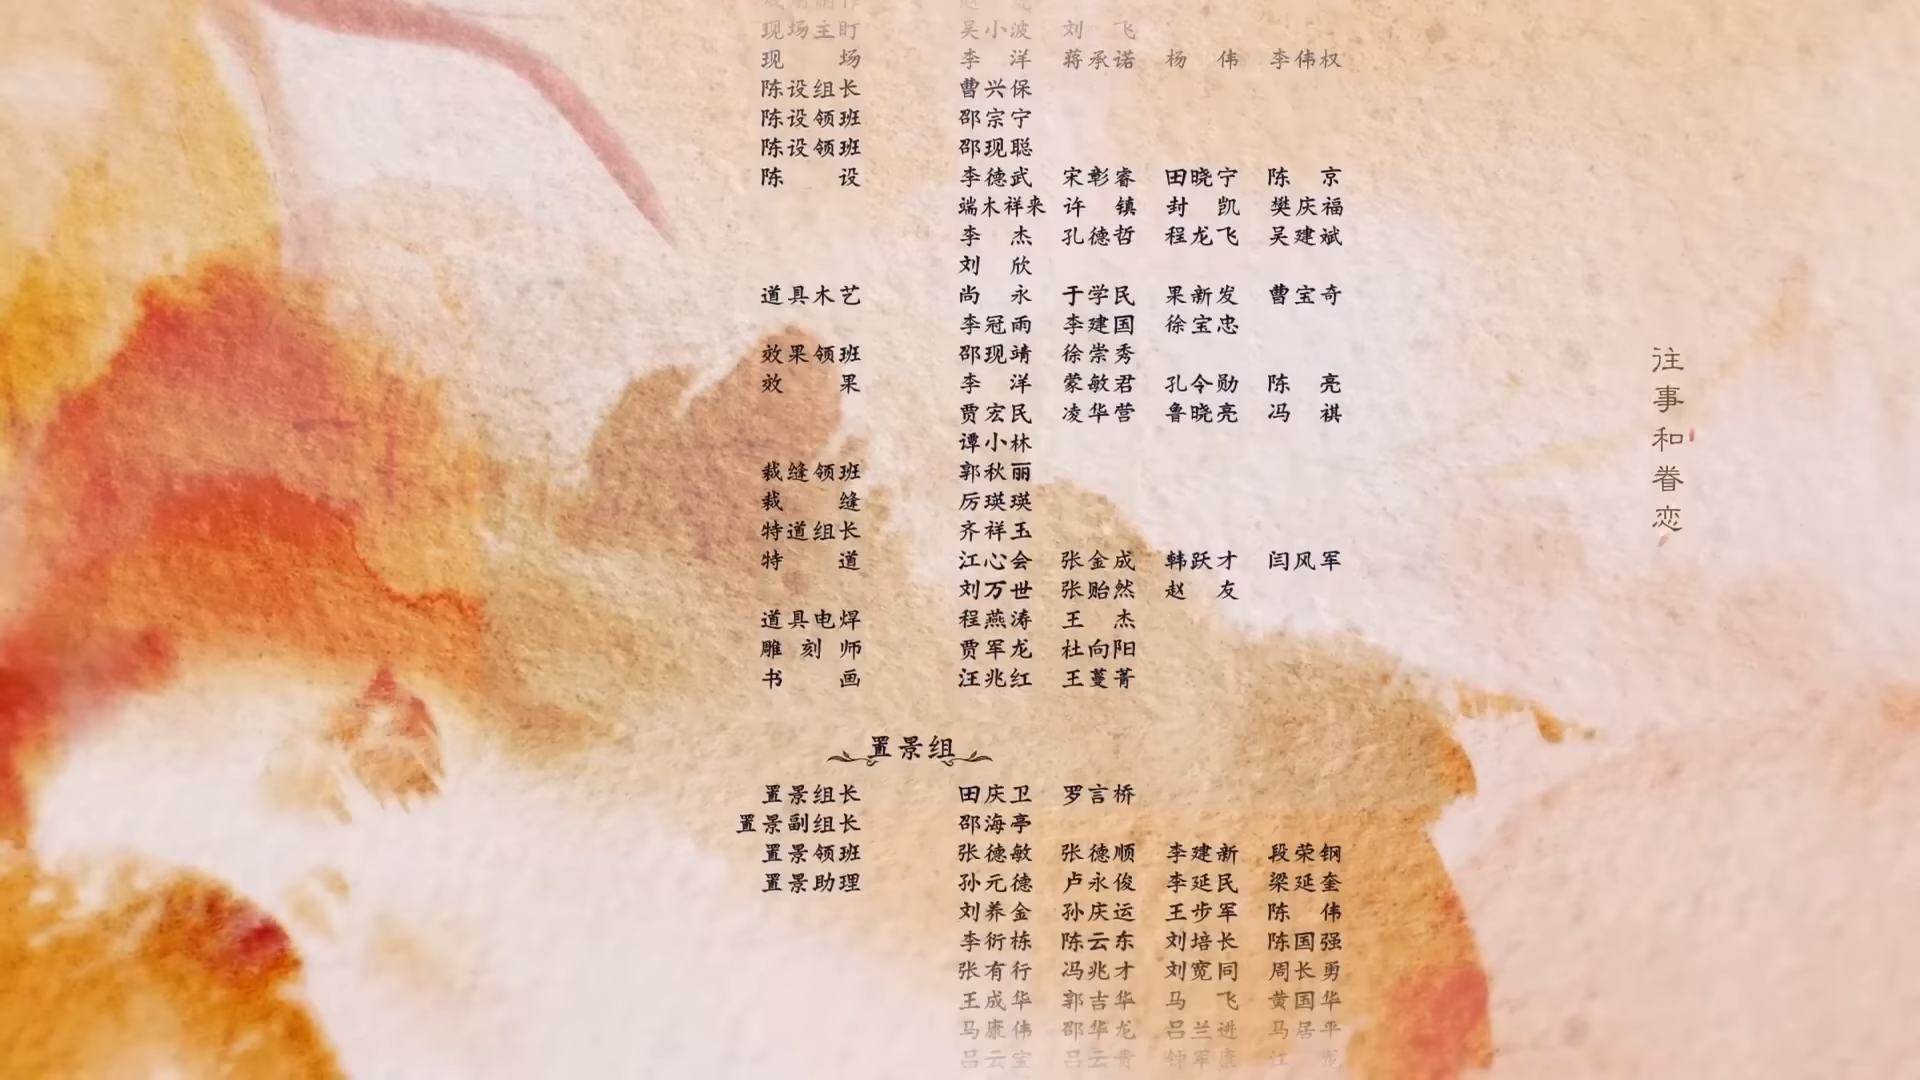 现场主盯 吴小波 刘飞
现场 李洋 蒋承诺 杨伟 李伟权
陈设组长 曹兴保
陈设领班 邵宗宁
陈设领班 邵现聪
陈设 李德武 宋彰睿 田晓宁 陈京
端木祥来 许镇 封凯 樊庆福
李杰 孔德哲 程龙飞 吴建斌
刘欣
道具木艺 尚永 于学民 果新发 曹宝奇
李冠雨 李建国 徐宝忠
效果领班 邵现靖 徐崇秀
效果 李洋 蒙敏君 孔令勋 陈亮
贾宏民 凌华营 鲁晓亮 冯祺
谭小林
裁缝领班 郭秋丽
裁缝 厉瑛瑛
特道组长 齐祥玉
特道 江心会 张金成 韩跃才 闫风军
刘万世 张贻然 赵友
道具电焊 程燕涛 王杰
雕刻师 贾军龙 杜向阳
书画 汪兆红 王蔓菁
置景组
置景组长 田庆卫 罗言桥
置景副组长 邵海亭
置景领班 张德敏 张德顺 李建新 段荣钢
置景助理 孙元德 卢永俊 李延民 梁延奎
刘养金 孙庆运 王步军 陈伟
李衍栋 陈云东 刘培长 陈国强
张有行 冯兆才 刘宽同 周长勇
王成华 郭吉华 马飞 黄国华
马康伟 邵华龙 吕兰进 马居平
吕云宝 吕云贵
往事和眷恋